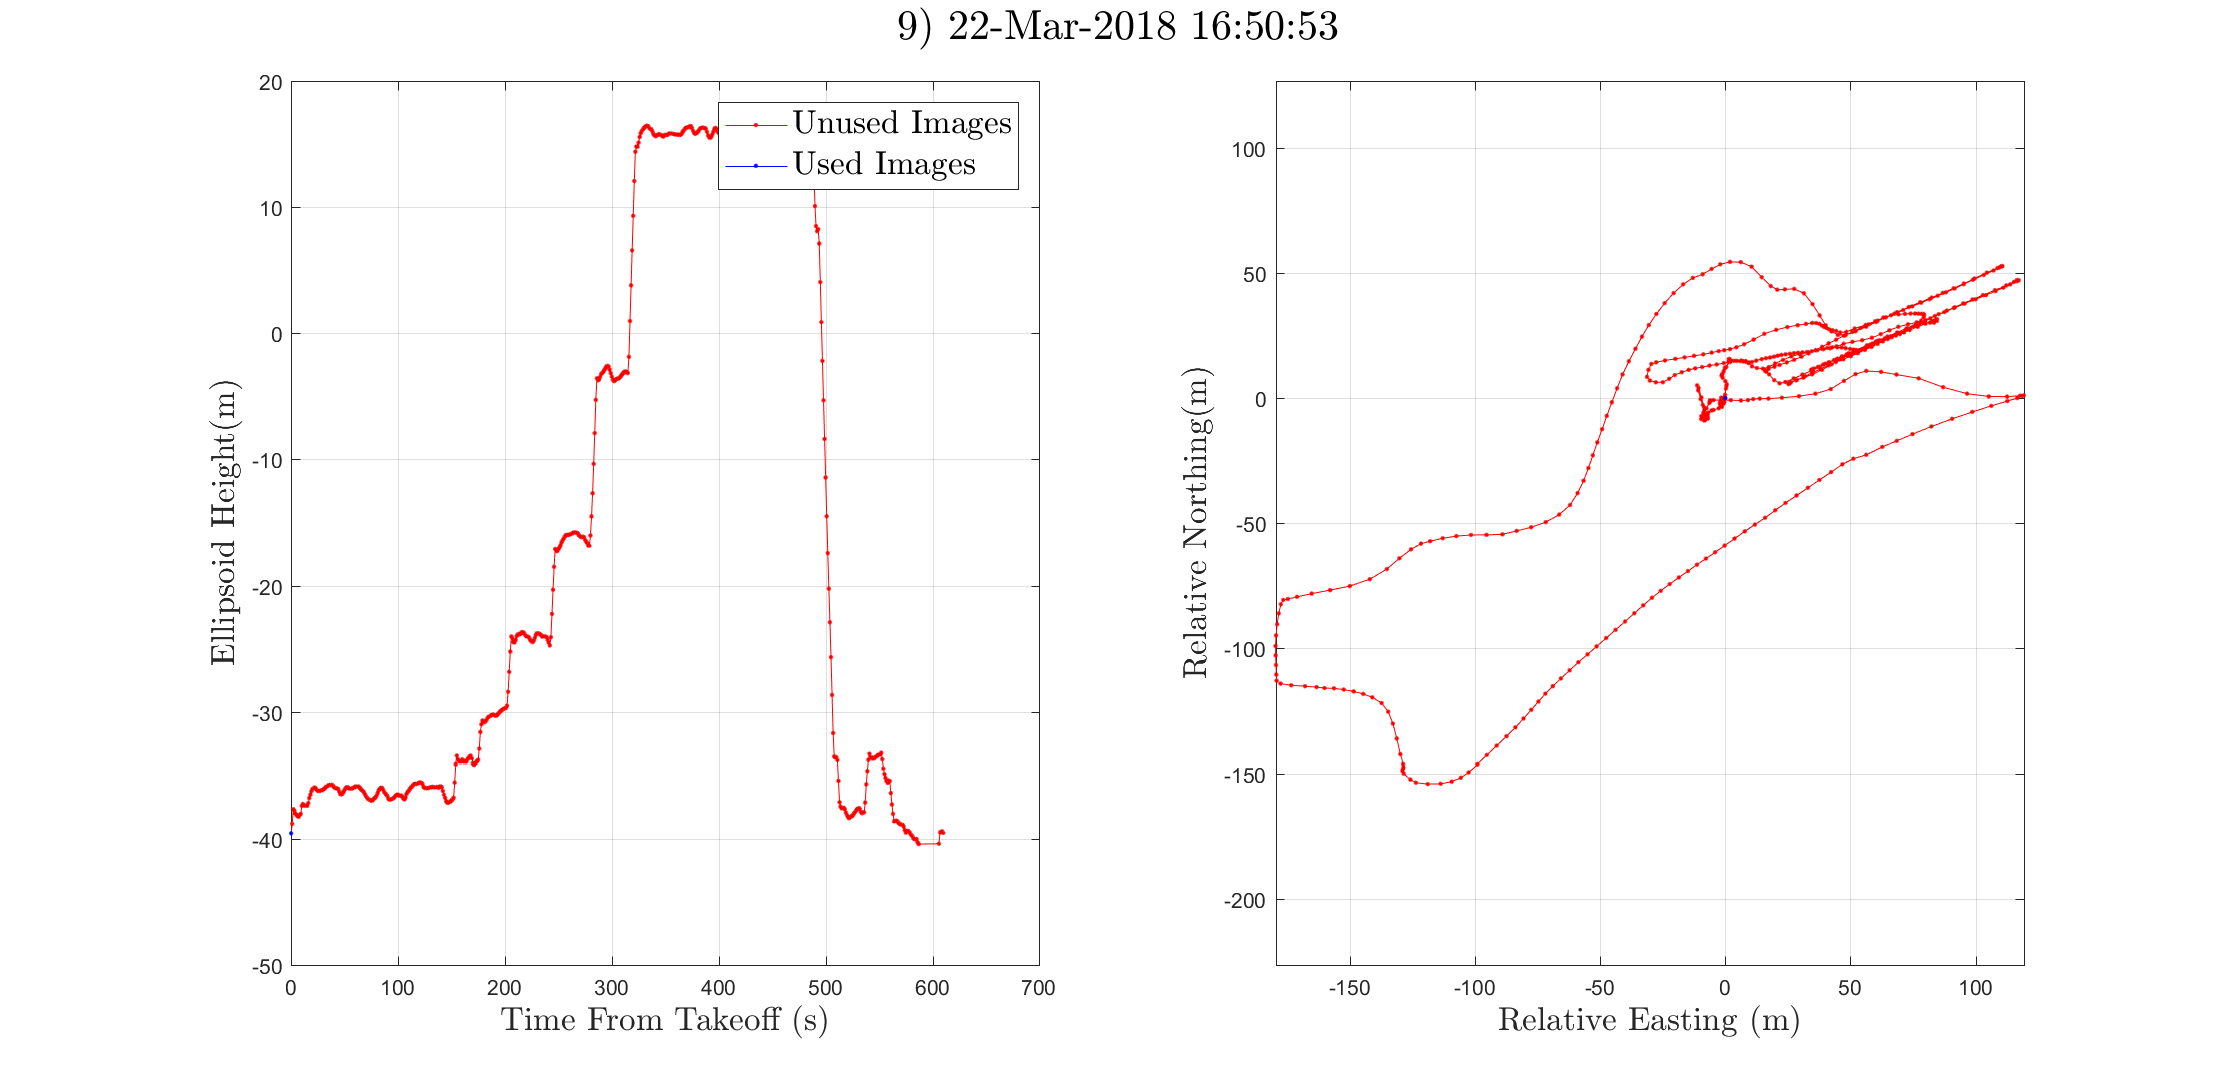 9) 22-Mar-2018 16:50:53
20
10
0
-10
-20
-30
-40
-50
0 100 200 300 400 500 600 700
Ellipsoid Height(m)
Time From Takeoff (s)
Unused Images
Used Images
100
50
0
-50
-100
-150
-200
-150 -100 -50 0 50 100
Relative Northing(m)
Relative Easting (m)